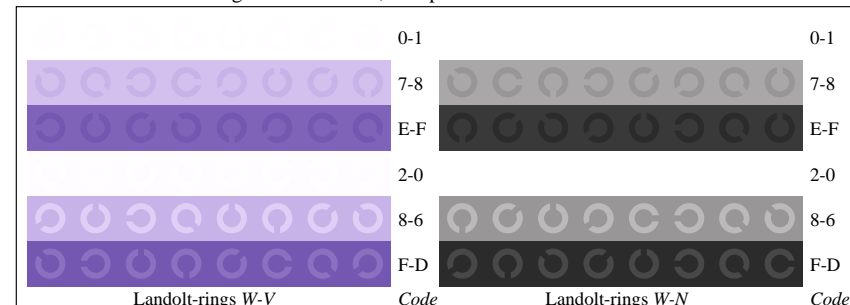 0-1 0-1
7-8 7-8
E-F E-F
2-0 2-0
8-6 8-6
F-D F-D
Landolt-rings W-V Code Landolt-rings W-N Code